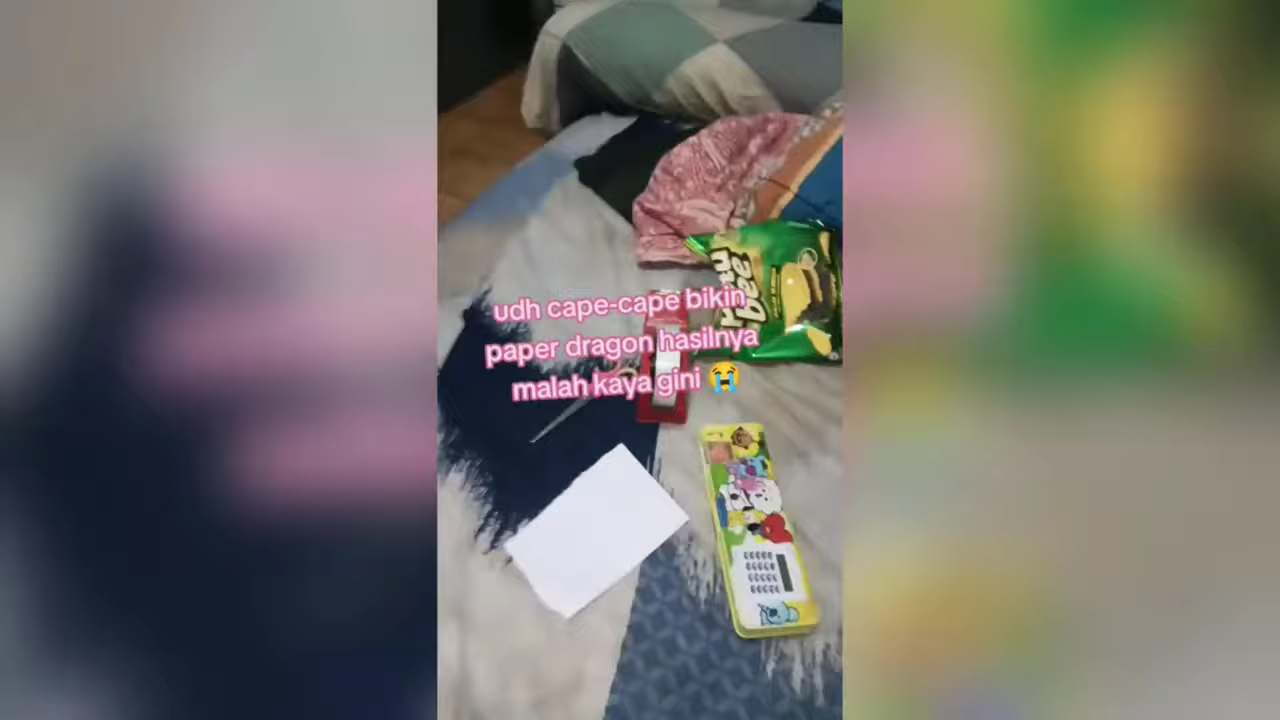 udh cape-cape bikin
paper dragon hasilnya
malah kaya gini 😭